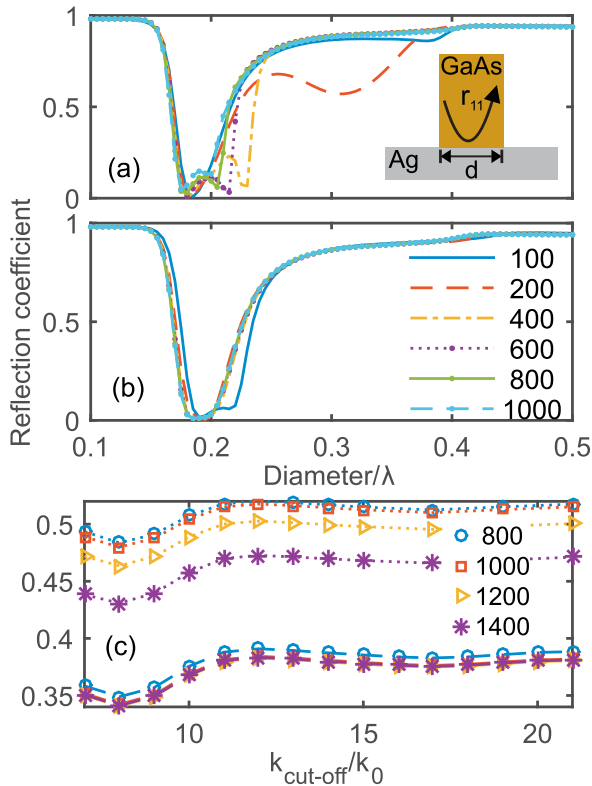 1
GaAs
r11
0.5
Ag
d
(a)
0
1
100
200
0.5
400
600
(b)
800
1000
0
0.1 0.2 0.3 0.4 0.5
Diameter/λ
Reflection coefficient
0.5
800
1000
0.45
1200
1400
0.4
(c)
0.35
10 15 20
kcut-off/k0